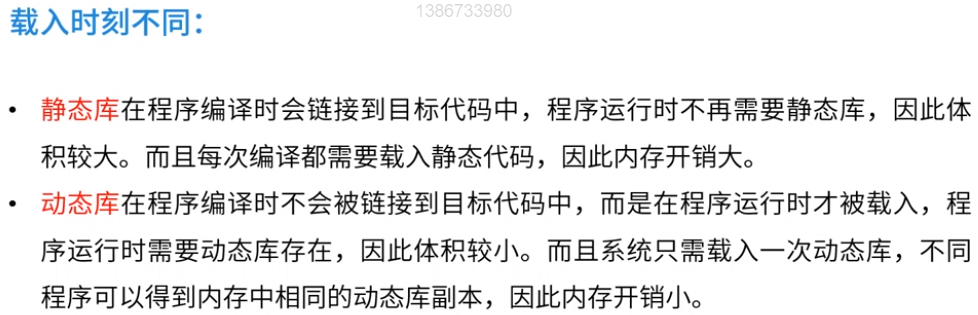 1386733980
载入时刻不同：
• 静态库在程序编译时会链接到目标代码中，程序运行时不再需要静态库，因此体
积较大。而且每次编译都需要载入静态代码，因此内存开销大。
• 动态库在程序编译时不会被链接到目标代码中，而是在程序运行时才被载入，程
序运行时需要动态库存在，因此体积较小。而且系统只需载入一次动态库，不同
程序可以得到内存中相同的动态库副本，因此内存开销小。